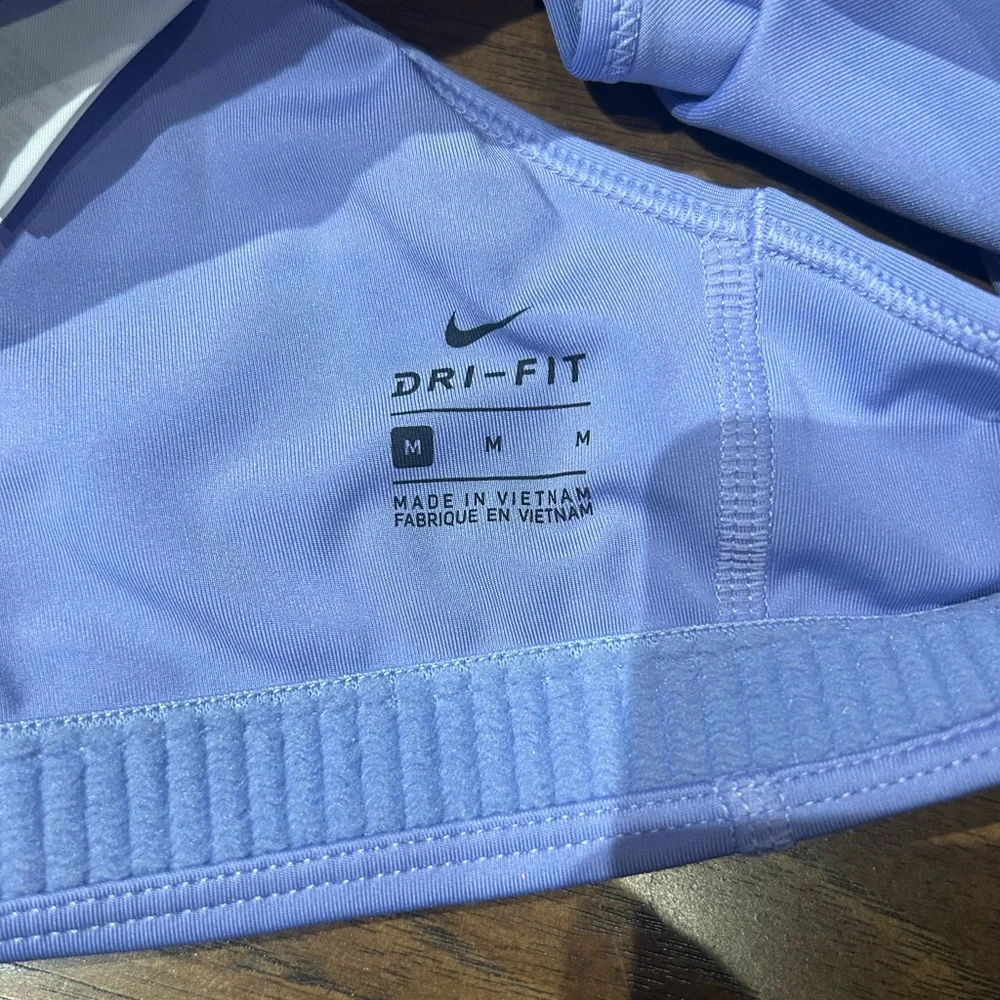 DRI-FIT
M M M
MADE IN VIETNAM
FABRIQUE EN VIETNAM